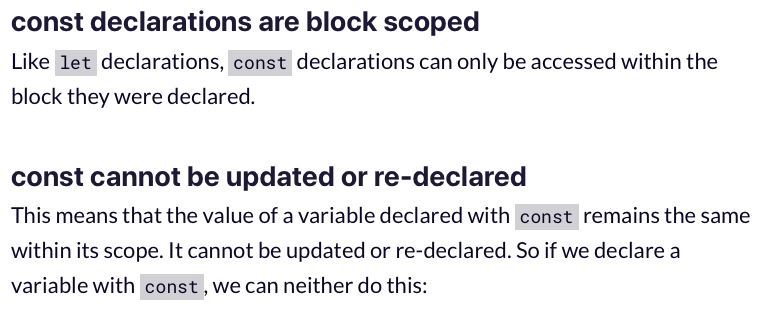 const declarations are block scoped
Like let declarations, const declarations can only be accessed within the
block they were declared.
const cannot be updated or re-declared
This means that the value of a variable declared with const remains the same
within its scope. It cannot be updated or re-declared. So if we declare a
variable with const, we can neither do this: